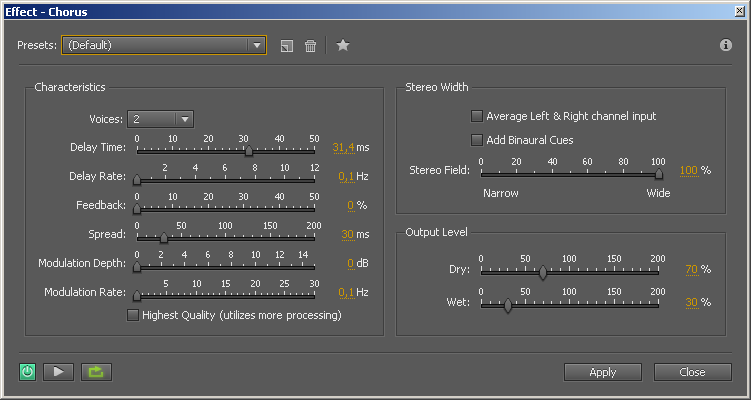 Effect - Chorus
Presets: (Default)
Characteristics
Voices: 2
0 10 20 30 40 50
Delay Time: 31,4 ms
2 4 6 8 10 12
Delay Rate: 0,1 Hz
0 10 20 30 40 50
Feedback: 0 %
0 50 100 150 200
Spread: 30 ms
0 2 4 6 8 10 12 14
Modulation Depth: 0 dB
5 10 15 20 25 30
Modulation Rate: 0,1 Hz
Highest Quality (utilizes more processing)
Stereo Width
Average Left & Right channel input
Add Binaural Cues
0 20 40 60 80 100
Stereo Field: 100 %
Narrow Wide
Output Level
0 50 100 150 200
Dry: 70 %
0 50 100 150 200
Wet: 30 %
Apply Close